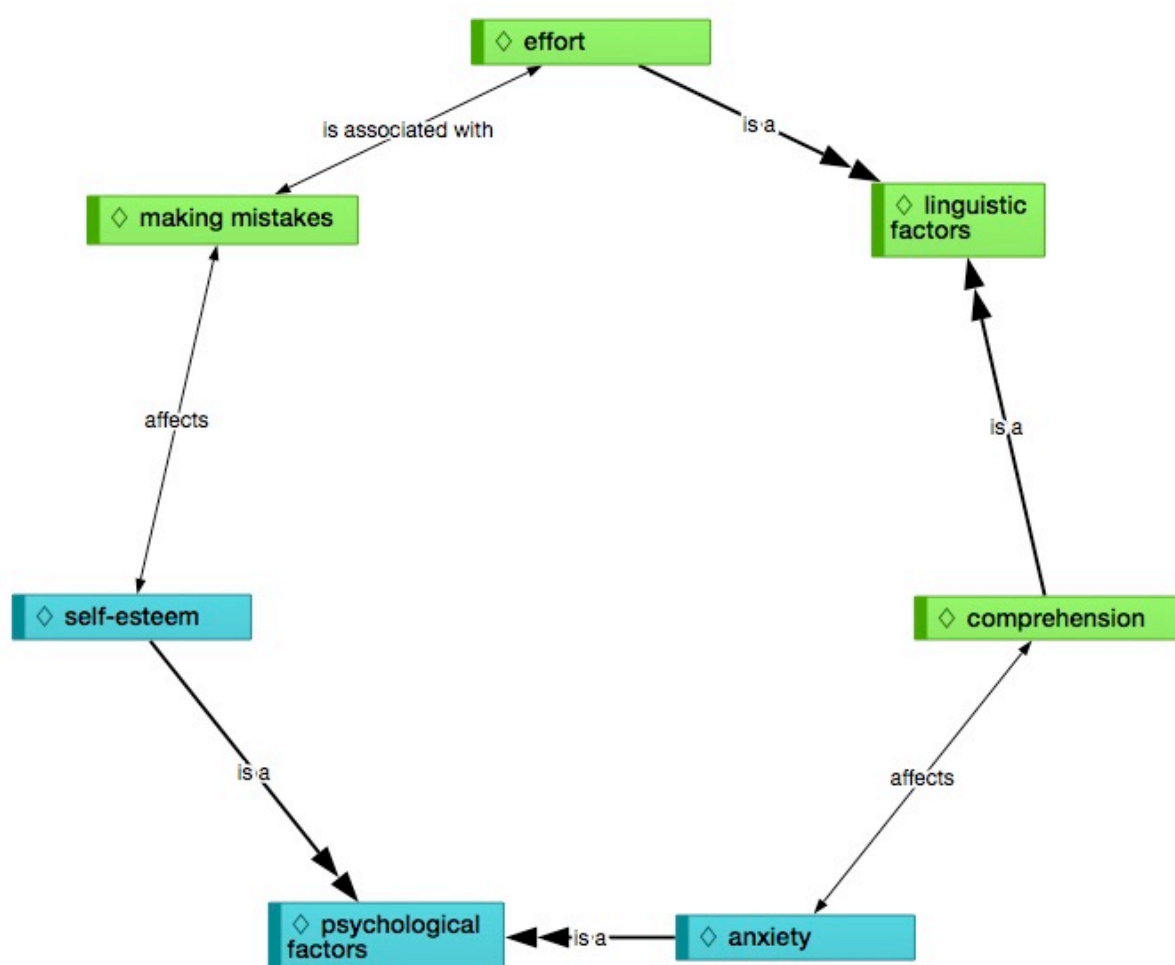 ◇ effort
is a
is associated with
◇ making mistakes
◇ linguistic
factors
affects
is a
◇ self-esteem
◇ comprehension
is a
affects
◇ psychological
factors
is a
◇ anxiety